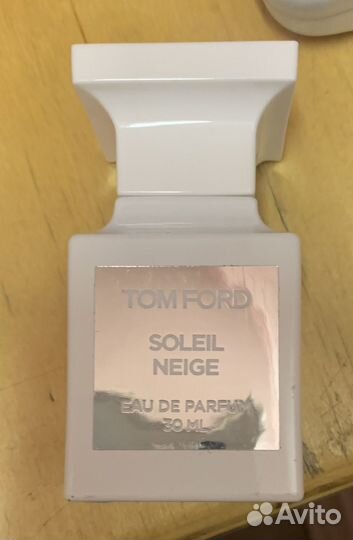 TOM FORD
SOLEIL
NEIGE
EAU DE PARFUM
30 ML
Avito